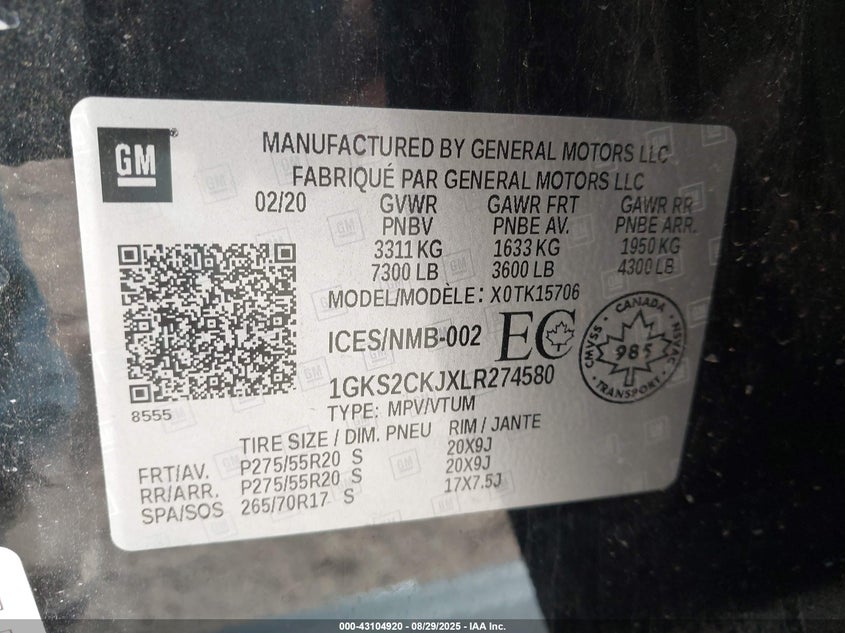 GM
MANUFACTURED BY GENERAL MOTORS LLC
FABRIQUÉ PAR GENERAL MOTORS LLC
02/20 GVWR GAWR FRT GAWR RR
PNBV PNBE AV. PNBE ARR.
3311 KG 1633 KG 1950 KG
7300 LB 3600 LB 4300 LB
MODEL/MODÈLE: X0TK15706
ICES/NMB-002 EC
CANADA
CMVSS 985 NSVAC
TRANSPORT
1GKS2CKJXLR274580
8555
TYPE: MPV/VTUM
TIRE SIZE / DIM. PNEU RIM / JANTE
FRT/AV. P275/55R20 S 20X9J
RR/ARR. P275/55R20 S 20X9J
SPA/SOS 265/70R17 S 17X7.5J
000-43104920 - 08/29/2025 - IAA Inc.